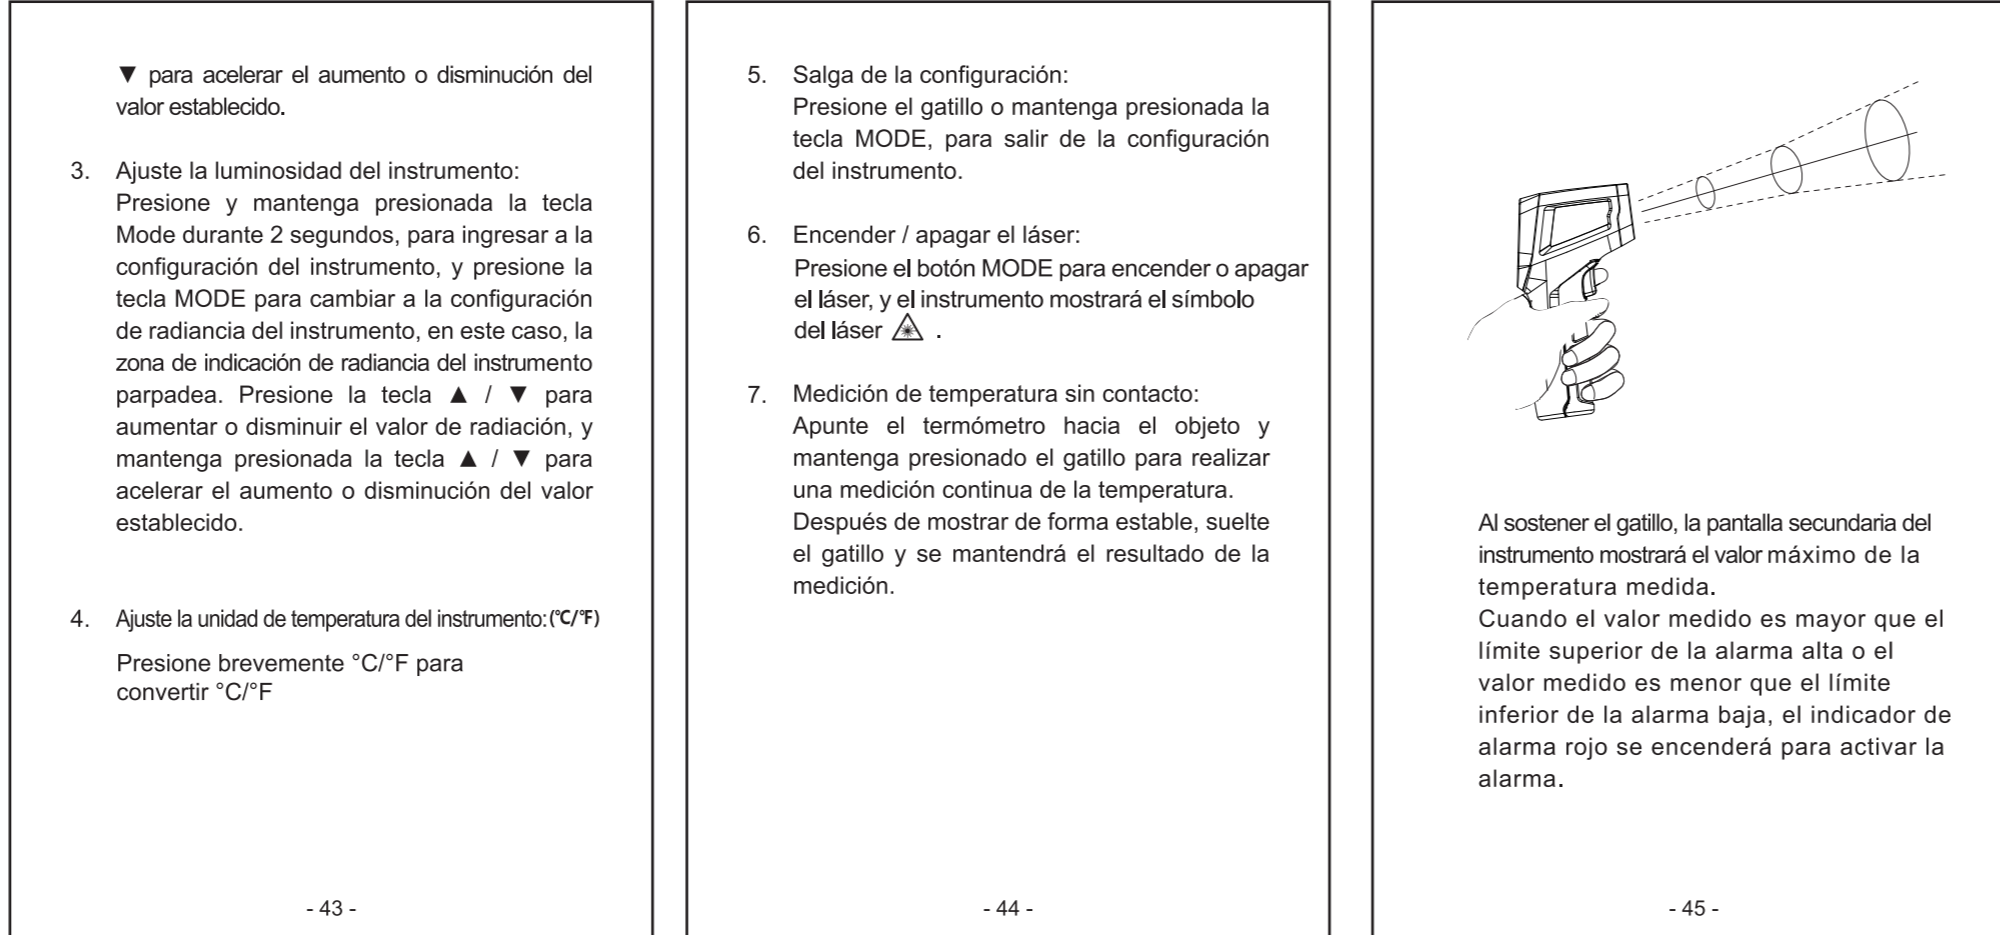 ▼ para acelerar el aumento o disminución del
valor establecido.
3. Ajuste la luminosidad del instrumento:
Presione y mantenga presionada la tecla
Mode durante 2 segundos, para ingresar a la
configuración del instrumento, y presione la
tecla MODE para cambiar a la configuración
de radiancia del instrumento, en este caso, la
zona de indicación de radiancia del instrumento
parpadea. Presione la tecla ▲ / ▼ para
aumentar o disminuir el valor de radiación, y
mantenga presionada la tecla ▲ / ▼ para
acelerar el aumento o disminución del valor
establecido.
4. Ajuste la unidad de temperatura del instrumento:(°C/°F)
Presione brevemente °C/°F para
convertir °C/°F
- 43 -
5. Salga de la configuración:
Presione el gatillo o mantenga presionada la
tecla MODE, para salir de la configuración
del instrumento.
6. Encender / apagar el láser:
Presione el botón MODE para encender o apagar
el láser, y el instrumento mostrará el símbolo
del láser .
7. Medición de temperatura sin contacto:
Apunte el termómetro hacia el objeto y
mantenga presionado el gatillo para realizar
una medición continua de la temperatura.
Después de mostrar de forma estable, suelte
el gatillo y se mantendrá el resultado de la
medición.
- 44 -
Al sostener el gatillo, la pantalla secundaria del
instrumento mostrará el valor máximo de la
temperatura medida.
Cuando el valor medido es mayor que el
límite superior de la alarma alta o el
valor medido es menor que el límite
inferior de la alarma baja, el indicador de
alarma rojo se encenderá para activar la
alarma.
- 45 -